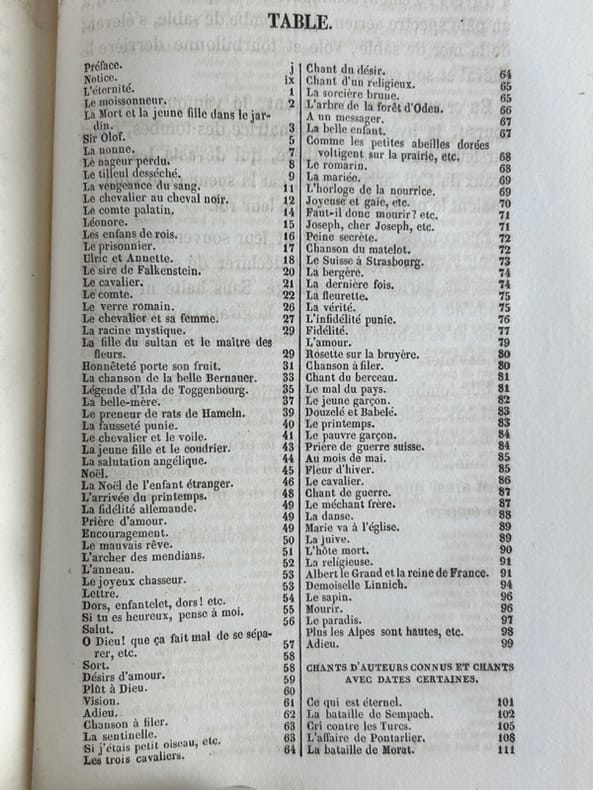 TABLE.
Préface. j
Notice. ix
L'éternité. 1
Le moissonneur. 2
La Mort et la jeune fille dans le jar-
din. 3
Sir Olof. 5
La nonne. 7
Le nageur perdu. 8
Le tilleul desséché. 9
La vengeance du sang. 11
Le chevalier au cheval noir. 12
Le comte palatin. 14
Léonore. 15
Les enfans de rois. 16
Le prisonnier. 17
Ulric et Annette. 18
Le sire de Falkenstein. 20
Le cavalier. 21
Le comte. 22
Le verre romain. 26
Le chevalier et sa femme. 27
La racine mystique. 29
La fille du sultan et le maître des
fleurs. 29
Honnêteté porte son fruit. 31
La chanson de la belle Bernauer. 33
Légende d'Ida de Toggenbourg. 35
La belle-mère. 37
Le preneur de rats de Hameln. 39
La fausseté punie. 40
Le chevalier et le voile. 41
La jeune fille et le coudrier. 43
La salutation angélique. 44
Noël. 45
La Noël de l'enfant étranger. 46
L'arrivée du printemps. 48
La fidélité allemande. 49
Prière d'amour. 49
Encouragement. 49
Le mauvais rêve. 50
L'archer des mendians. 51
L'anneau. 52
Le joyeux chasseur. 53
Lettre. 53
Dors, enfantelet, dors! etc. 54
Si tu es heureux, pense à moi. 55
Salut. 56
O Dieu! que ça fait mal de se sépa-
rer, etc. 57
Sort. 58
Désirs d'amour. 58
Plût à Dieu. 59
Vision. 60
Adieu. 61
Chanson à filer. 62
La sentinelle. 63
Si j'étais petit oiseau, etc. 63
Les trois cavaliers. 64
Chant du désir. 64
Chant d'un religieux. 65
La sorcière brune. 65
L'arbre de la forêt d'Oden. 66
A un messager. 67
La belle enfant. 67
Comme les petites abeilles dorées
voltigent sur la prairie, etc. 68
Le romarin. 68
La mariée. 69
L'horloge de la nourrice. 69
Joyeuse et gaie, etc. 70
Faut-il donc mourir? etc. 71
Joseph, cher Joseph, etc. 71
Peine secrète. 72
Chanson du matelot. 72
Le Suisse à Strasbourg. 73
La bergère. 74
La dernière fois. 74
La fleurette. 75
La vérité. 75
L'infidélité punie. 76
Fidélité. 77
L'amour. 79
Rosette sur la bruyère. 80
Chanson à filer. 80
Chant du berceau. 81
Le mal du pays. 81
Le jeune garçon. 82
Douzelé et Babelé. 83
Le printemps. 83
Le pauvre garçon. 84
Prière de guerre suisse. 84
Au mois de mai. 85
Fleur d'hiver. 85
Le cavalier. 86
Chant de guerre. 87
Le méchant frère. 87
La danse. 88
Marie va à l'église. 89
La juive. 89
L'hôte mort. 90
La religieuse. 91
Albert le Grand et la reine de France. 91
Demoiselle Linnich. 94
Le sapin. 96
Mourir. 96
Le paradis. 97
Plus les Alpes sont hautes, etc. 98
Adieu. 99
CHANTS D'AUTEURS CONNUS ET CHANTS
AVEC DATES CERTAINES.
Ce qui est éternel. 101
La bataille de Sempach. 102
Cri contre les Turcs. 105
L'affaire de Pontarlier. 108
La bataille de Morat. 111